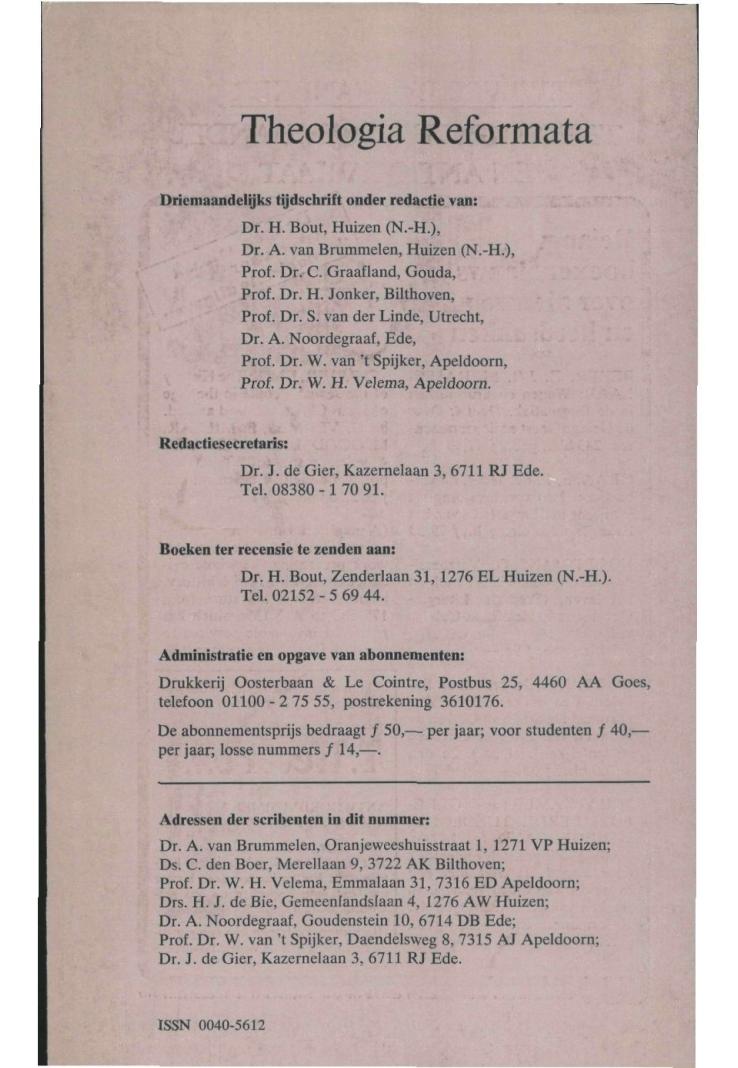 Theologia Reformata
Driemaandelijks tijdschrift onder redactie van:
Dr. H. Bout, Huizen (N.-H.),
Dr. A. van Brummelen, Huizen (N.-H.),
Prof. Dr. C. Graafland, Gouda,
Prof. Dr. H. Jonker, Bilthoven,
Prof. Dr. S. van der Linde, Utrecht,
Dr. A. Noordegraaf, Ede,
Prof. Dr. W. van 't Spijker, Apeldoorn,
Prof. Dr. W. H. Velema, Apeldoorn.
Redactiesecretaris:
Dr. J. de Gier, Kazernelaan 3, 6711 RJ Ede.
Tel. 08380 - 1 70 91.
Boeken ter recensie te zenden aan:
Dr. H. Bout, Zenderlaan 31, 1276 EL Huizen (N.-H.).
Tel. 02152 - 5 69 44.
Administratie en opgave van abonnementen:
Drukkerij Oosterbaan & Le Cointre, Postbus 25, 4460 AA Goes,
telefoon 01100 - 2 75 55, postrekening 3610176.
De abonnementsprijs bedraagt ƒ 50,— per jaar; voor studenten ƒ 40,—
per jaar; losse nummers ƒ 14,—.
Adressen der scribenten in dit nummer:
Dr. A. van Brummelen, Oranjeweeshuisstraat 1, 1271 VP Huizen;
Ds. C. den Boer, Merellaan 9, 3722 AK Bilthoven;
Prof. Dr. W. H. Velema, Emmalaan 31, 7316 ED Apeldoorn;
Drs. H. J. de Bie, Gemeenlandslaan 4, 1276 AW Huizen;
Dr. A. Noordegraaf, Goudenstein 10, 6714 DB Ede;
Prof. Dr. W. van 't Spijker, Daendelsweg 8, 7315 AJ Apeldoorn;
Dr. J. de Gier, Kazernelaan 3, 6711 RJ Ede.
ISSN 0040-5612